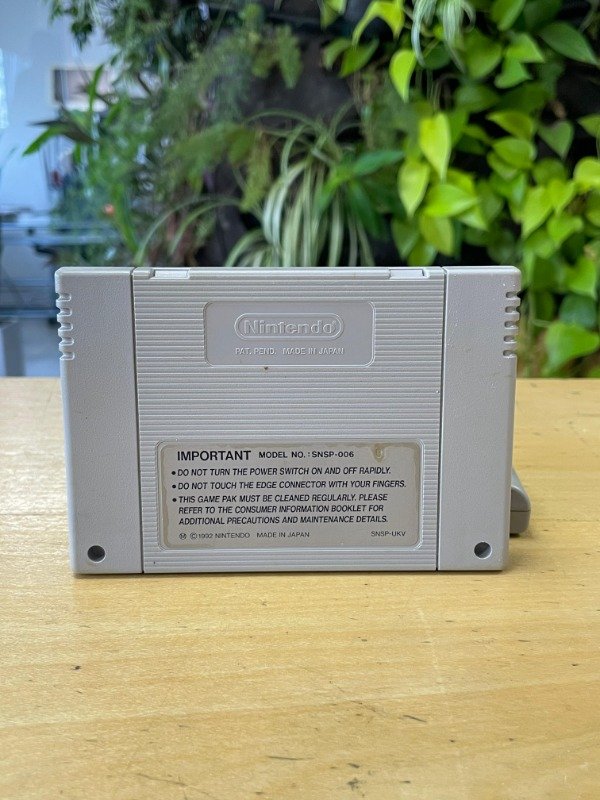 Nintendo®
PAT. PEND. MADE IN JAPAN
IMPORTANT MODEL NO.: SNSP-006
• DO NOT TURN THE POWER SWITCH ON AND OFF RAPIDLY.
• DO NOT TOUCH THE EDGE CONNECTOR WITH YOUR FINGERS.
• THIS GAME PAK MUST BE CLEANED REGULARLY. PLEASE
REFER TO THE CONSUMER INFORMATION BOOKLET FOR
ADDITIONAL PRECAUTIONS AND MAINTENANCE DETAILS.
Ⓜ ©1992 NINTENDO MADE IN JAPAN SNSP-UKV